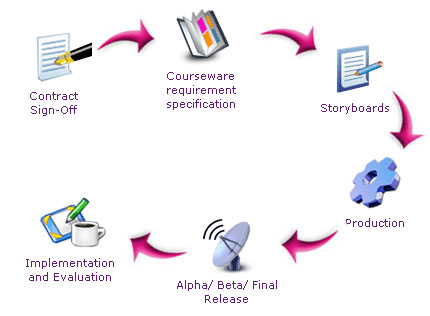 Contract
Sign-Off
Courseware
requirement
specification
Storyboards
Production
Alpha/ Beta/ Final
Release
Implementation
and Evaluation